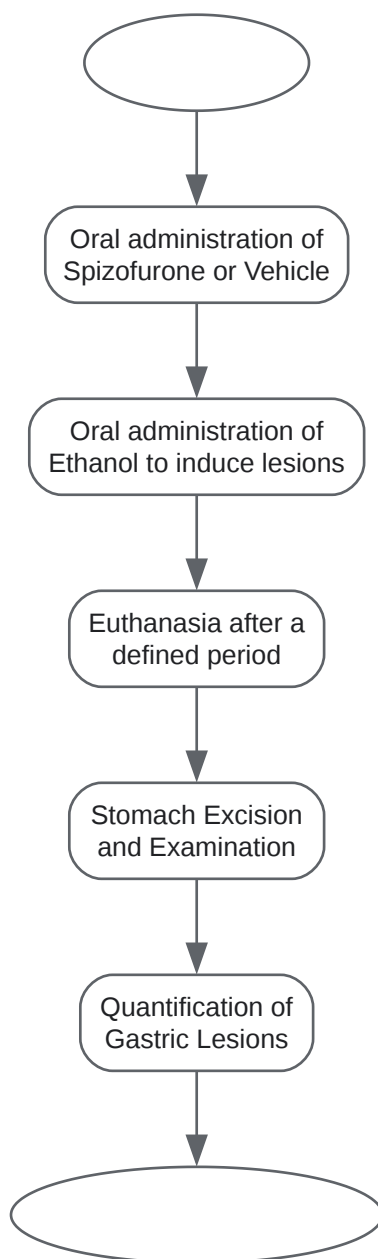 Oral administration of
Spizofurone or Vehicle
Oral administration of
Ethanol to induce lesions
Euthanasia after a
defined period
Stomach Excision
and Examination
Quantification of
Gastric Lesions